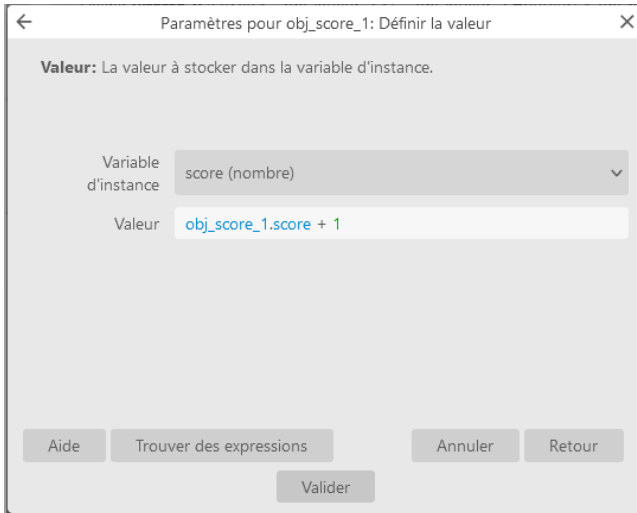 Paramètres pour obj_score_1: Définir la valeur
Valeur: La valeur à stocker dans la variable d'instance.
Variable
d'instance
score (nombre)
Valeur
obj_score_1.score + 1
Aide
Trouver des expressions
Annuler
Retour
Valider